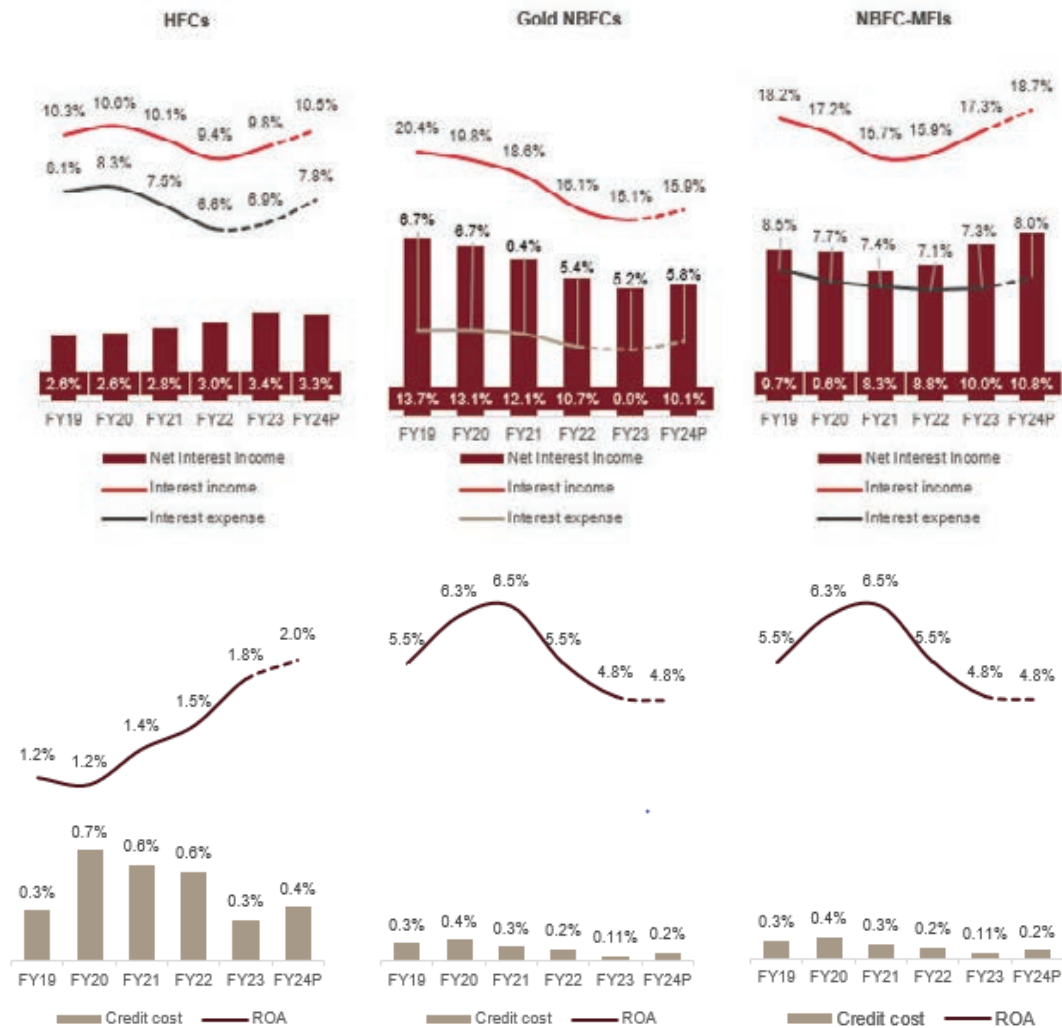 HFCs
10.3% 10.6% 10.1% 9.4% 9.8% 10.5%
8.1% 8.3% 7.5% 6.6% 6.9% 7.8%
2.6% 2.6% 2.8% 3.0% 3.4% 3.3%
FY19 FY20 FY21 FY22 FY23 FY24P
Net Interest Income
Interest income
Interest expense
Gold NBFCs
20.4% 19.8% 18.6% 16.1% 15.1% 15.9%
6.7% 6.7% 6.4% 5.4% 5.2% 5.8%
13.7% 13.1% 12.1% 10.7% 10.1%
FY19 FY20 FY21 FY22 FY23 FY24P
Net Interest Income
Interest income
Interest expense
NBFC-MFIs
18.2% 17.2% 15.7% 15.9% 17.3% 18.7%
8.5% 7.7% 7.4% 7.1% 7.3% 8.0%
9.7% 9.6% 8.3% 8.8% 10.0% 10.8%
FY19 FY20 FY21 FY22 FY23 FY24P
Net Interest Income
Interest income
Interest expense
1.2% 1.2% 1.4% 1.5% 1.8% 2.0%
0.3% 0.7% 0.6% 0.6% 0.3% 0.4%
FY19 FY20 FY21 FY22 FY23 FY24P
Credit cost ROA
5.5% 6.3% 6.5% 5.5% 4.8% 4.8%
0.3% 0.4% 0.3% 0.2% 0.11% 0.2%
FY19 FY20 FY21 FY22 FY23 FY24P
Credit cost ROA
5.5% 6.3% 6.5% 5.5% 4.8% 4.8%
0.3% 0.4% 0.3% 0.2% 0.11% 0.2%
FY19 FY20 FY21 FY22 FY23 FY24P
Credit cost ROA